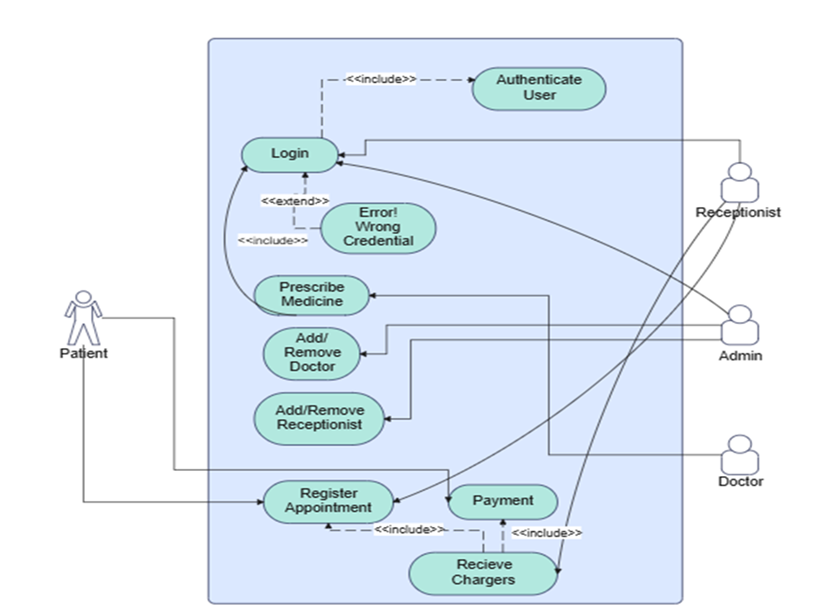 <<include>>
Authenticate
User
Login
<<extend>>
Error!
Wrong
Credential
<<include>>
Receptionist
Prescribe
Medicine
Patient
Add/
Remove
Doctor
Admin
Add/Remove
Receptionist
Doctor
Register
Appointment
Payment
<<include>>
<<include>>
Recieve
Chargers